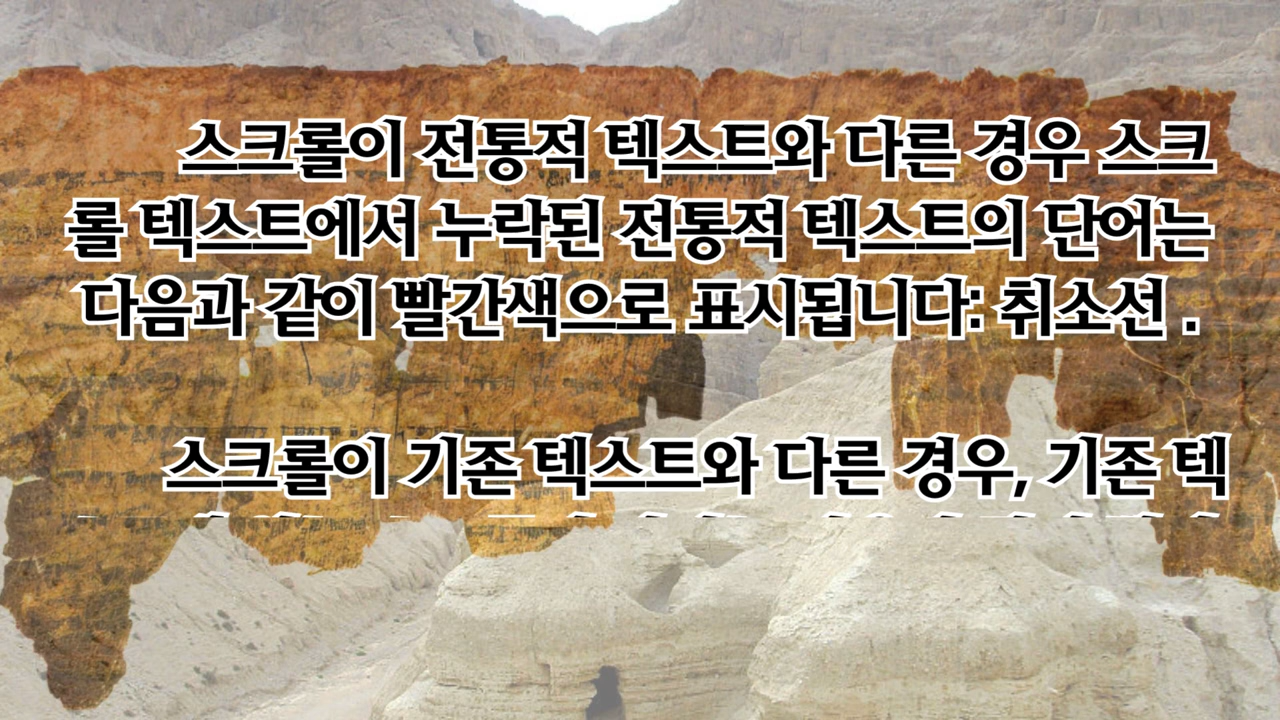 스크롤이 전통적 텍스트와 다른 경우 스크
롤 텍스트에서 누락된 전통적 텍스트의 단어는
다음과 같이 빨간색으로 표시됩니다: 취소선 .
스크롤이 기존 텍스트와 다른 경우, 기존 텍